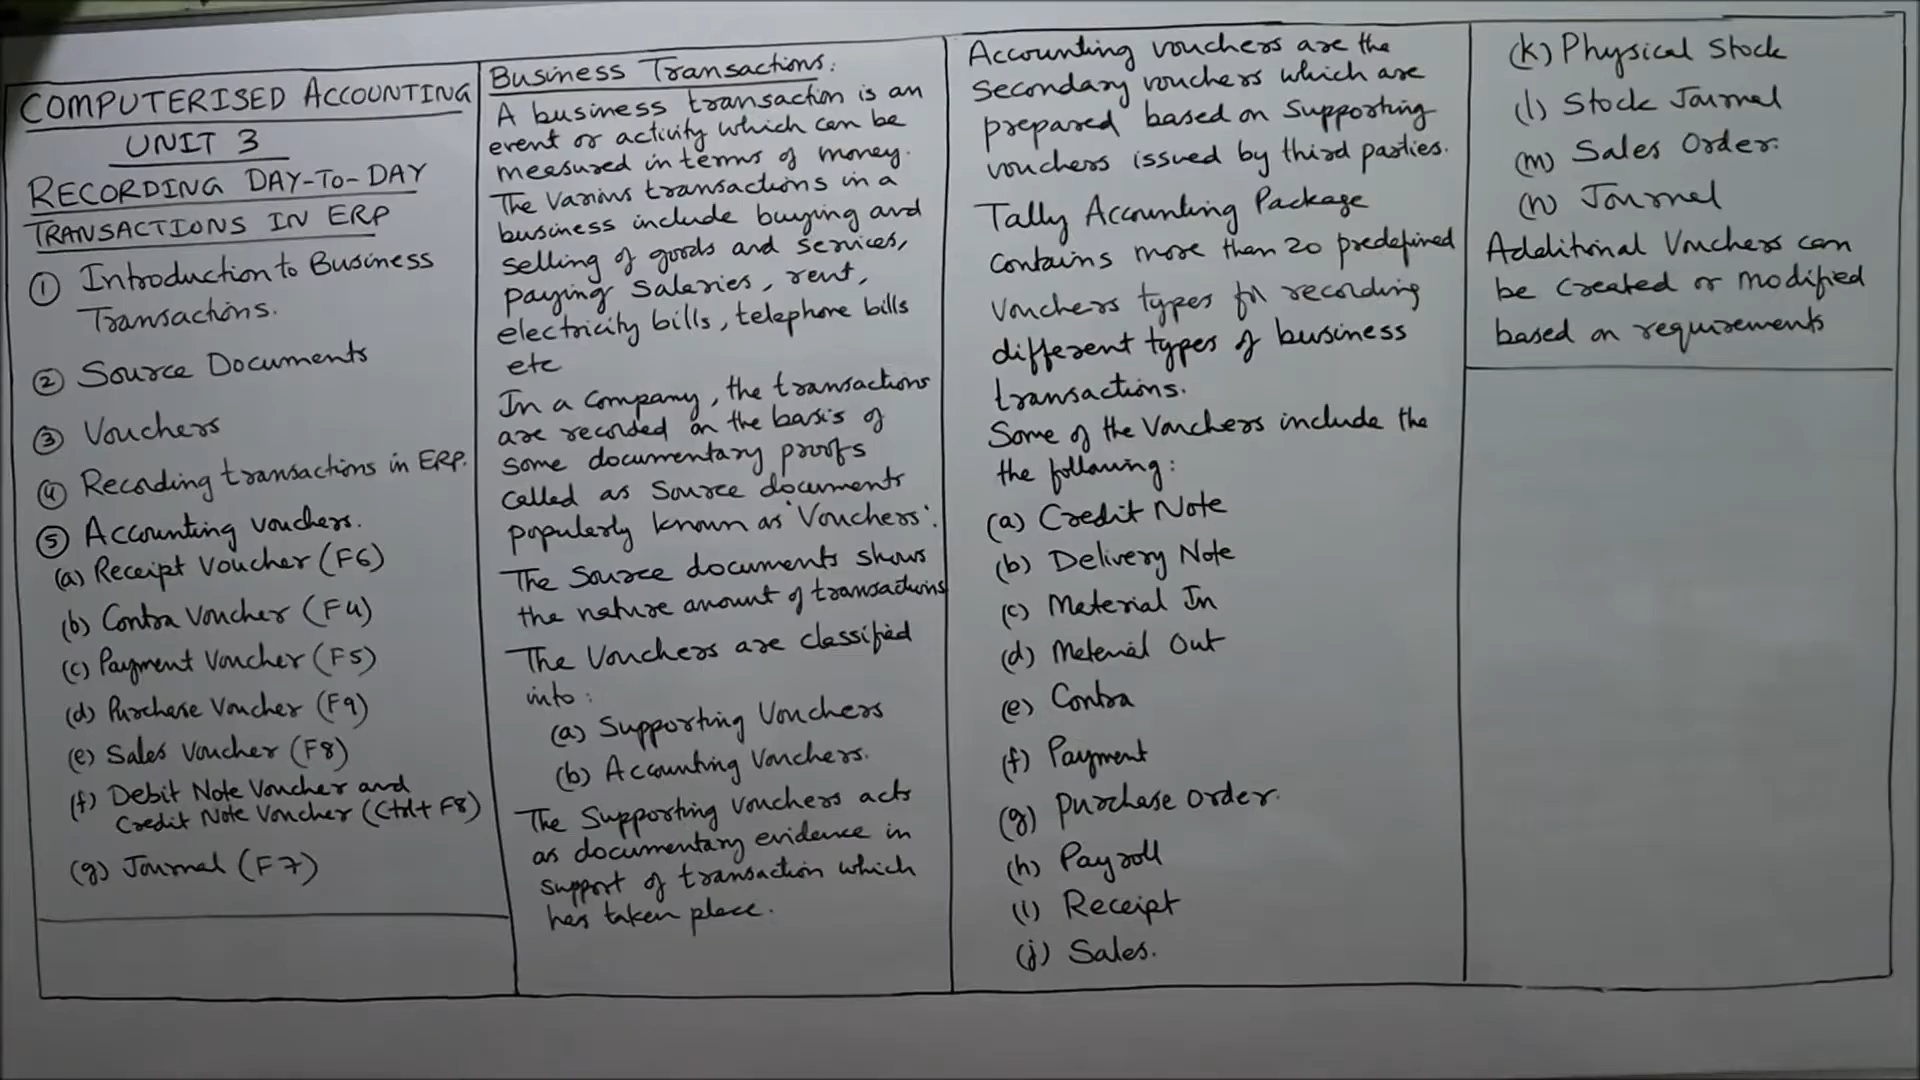 COMPUTERISED ACCOUNTING
UNIT 3
RECORDING DAY-TO-DAY
TRANSACTIONS IN ERP
① Introduction to Business
Transactions.
② Source Documents
③ Vouchers
④ Recording transactions in ERP.
⑤ Accounting vouchers.
(a) Receipt Voucher (F6)
(b) Contra Voucher (F4)
(c) Payment Voucher (F5)
(d) Purchase Voucher (F9)
(e) Sales Voucher (F8)
(f) Debit Note Voucher and
Credit Note Voucher (Ctrl+ F8)
(g) Journal (F7)
Business Transactions:
A business transaction is an
event or activity which can be
measured in terms of money.
The Various transactions in a
business include buying and
selling of goods and services,
paying salaries, rent,
electricity bills, telephone bills
etc
In a Company, the transactions
are recorded on the basis of
some documentary proofs
called as Source documents
popularly known as 'Vouchers'.
The Source documents shows
the nature amount of transactions
The Vouchers are classified
into:
(a) Supporting Vouchers
(b) Accounting Vouchers.
The Supporting vouchers acts
as documentary evidence in
support of transaction which
has taken place.
Accounting vouchers are the
secondary vouchers which are
prepared based on Supporting
vouchers issued by third parties.
Tally Accounting Package
contains more than 20 predefined
Vouchers types for recording
different types of business
transactions.
Some of the Vouchers include the
the following:
(a) Credit Note
(b) Delivery Note
(c) Material In
(d) Material Out
(e) Contra
(f) Payment
(g) Purchase Order.
(h) Payroll
(i) Receipt
(j) Sales.
(k) Physical Stock
(l) Stock Journal
(m) Sales Order.
(n) Journal
Additional Vouchers can
be Created or modified
based on requirements